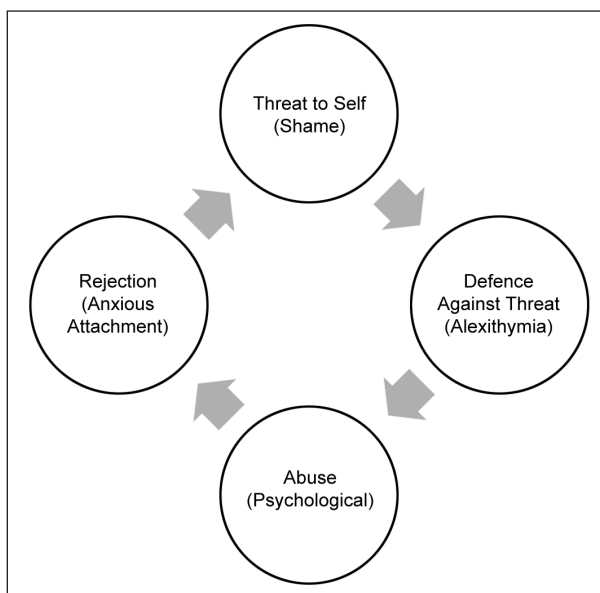 Threat to Self
(Shame)
Defence
Against Threat
(Alexithymia)
Abuse
(Psychological)
Rejection
(Anxious
Attachment)